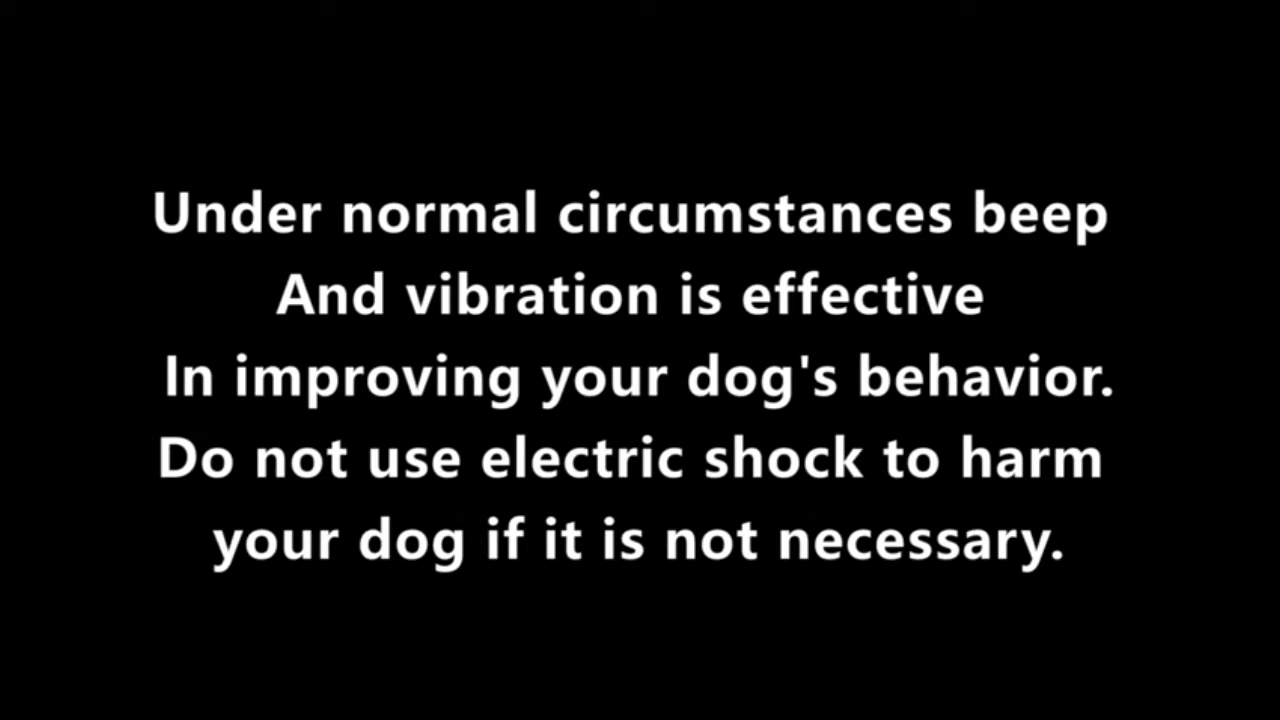 Under normal circumstances beep
And vibration is effective
In improving your dog's behavior.
Do not use electric shock to harm
your dog if it is not necessary.